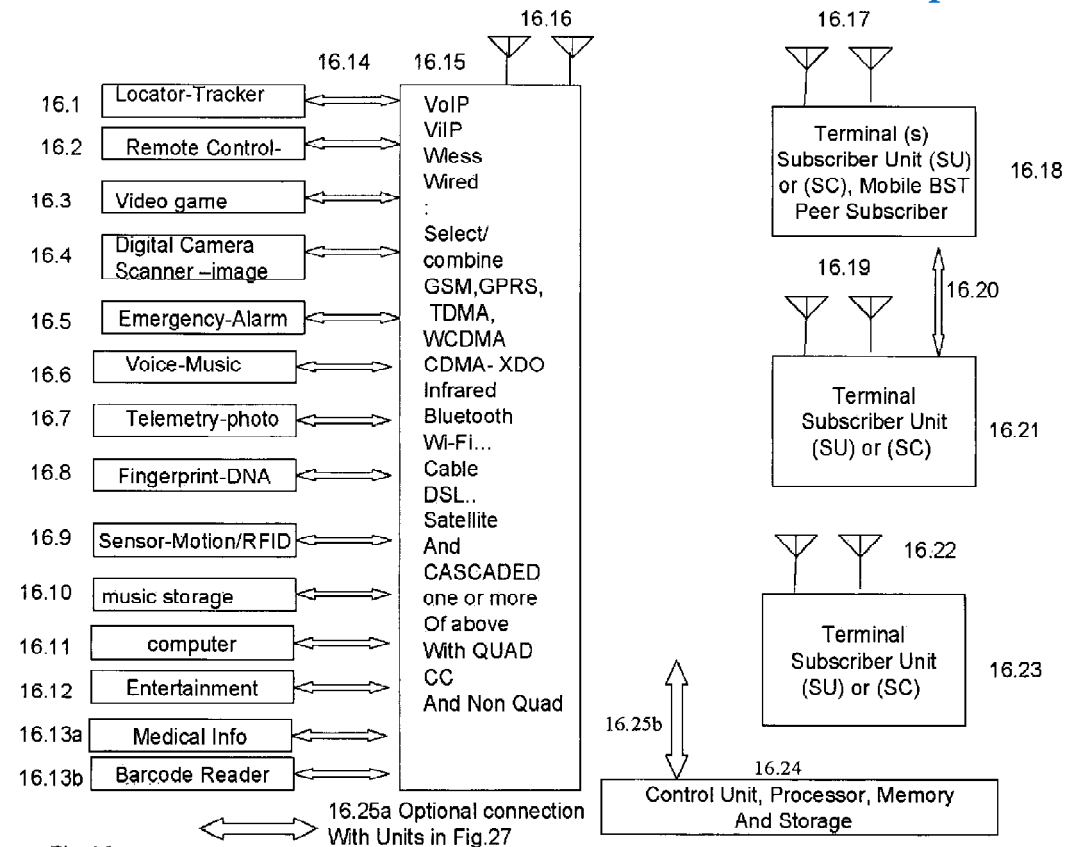 16.16
16.17
16.14
16.15
16.1
Locator-Tracker
16.2
Remote Control-
16.3
Video game
16.4
Digital Camera
Scanner –image
16.5
Emergency-Alarm
16.6
Voice-Music
16.7
Telemetry-photo
16.8
Fingerprint-DNA
16.9
Sensor-Motion/RFID
16.10
music storage
16.11
computer
16.12
Entertainment
16.13a
Medical Info
16.13b
Barcode Reader
VoIP
ViIP
Wless
Wired
:
Select/
combine
GSM,GPRS,
TDMA,
WCDMA
CDMA- XDO
Infrared
Bluetooth
Wi-Fi...
Cable
DSL..
Satellite
And
CASCADED
one or more
Of above
With QUAD
CC
And Non Quad
Terminal (s)
Subscriber Unit (SU)
or (SC), Mobile BST
Peer Subscriber
16.18
16.19
16.20
Terminal
Subscriber Unit
(SU) or (SC)
16.21
16.22
Terminal
Subscriber Unit
(SU) or (SC)
16.23
16.25b
16.24
Control Unit, Processor, Memory
And Storage
16.25a Optional connection
With Units in Fig.27